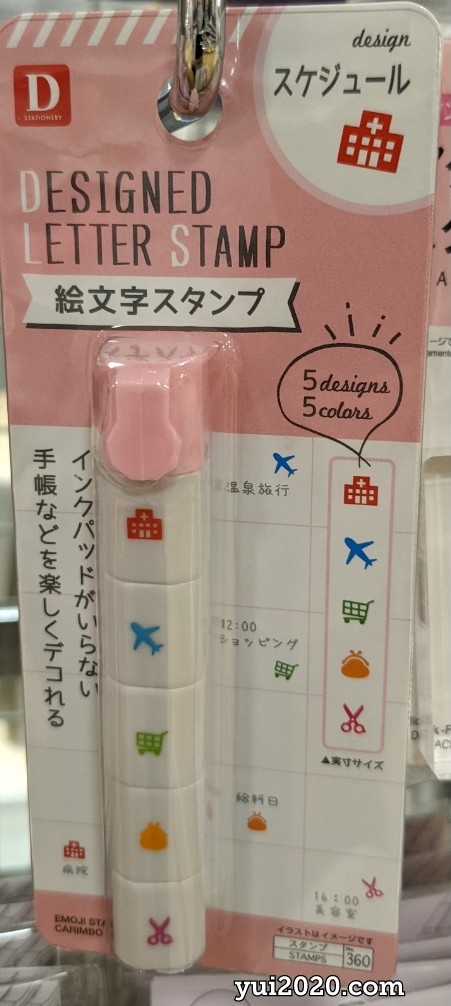 design
スケジュール
D
STATIONERY
DESIGNED
LETTER STAMP
絵文字スタンプ
5designs
5colors
インクパッドがいらない
手帳などを楽しくデコれる
温泉旅行
12:00
ショッピング
▲実寸サイズ
給料日
病院
16:00
美容室
EMOJI STA
CARIMBO
イラストはイメージです
スタンプ
STAMPS
No.
360
yui2020.com